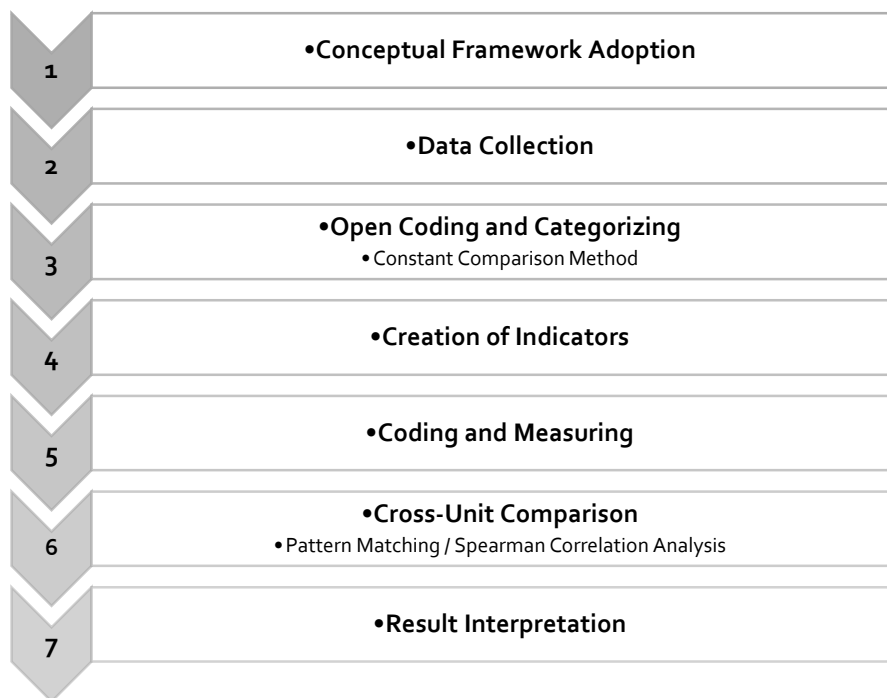 1
•Conceptual Framework Adoption
2
•Data Collection
3
•Open Coding and Categorizing
•Constant Comparison Method
4
•Creation of Indicators
5
•Coding and Measuring
6
•Cross-Unit Comparison
•Pattern Matching / Spearman Correlation Analysis
7
•Result Interpretation